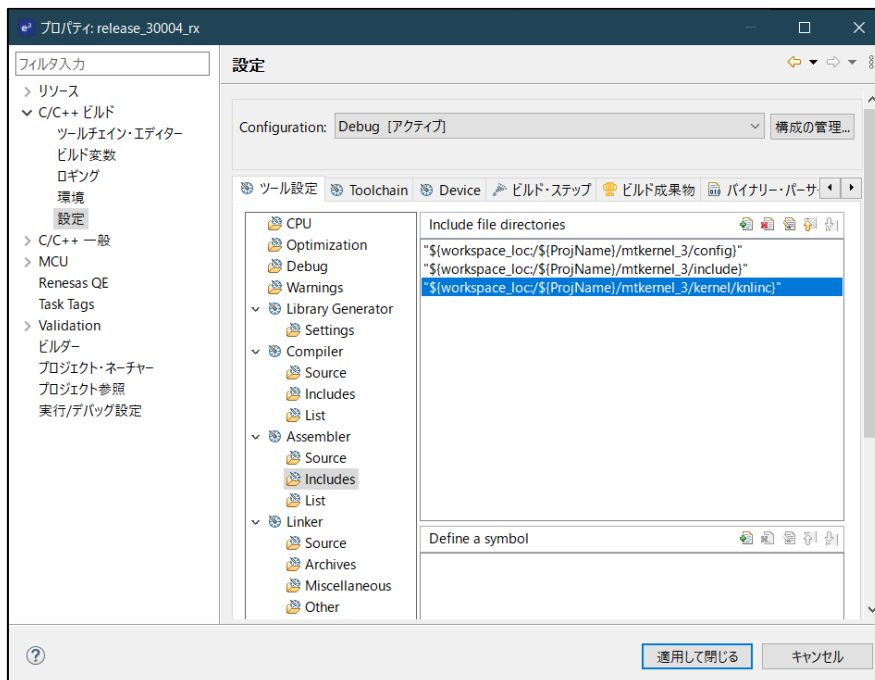 e² プロパティ: release_30004_rx
フィルタ入力
設定
リソース
C/C++ ビルド
ツールチェイン・エディター
ビルド変数
ロギング
環境
設定
C/C++ 一般
MCU
Renesas QE
Task Tags
Validation
ビルダー
プロジェクト・ネーチャー
プロジェクト参照
実行/デバッグ設定
Configuration: Debug [アクティブ]
構成の管理...
ツール設定 Toolchain Device ビルド・ステップ ビルド成果物 バイナリー・パーサ
CPU
Optimization
Debug
Warnings
Library Generator
Settings
Compiler
Source
Includes
List
Assembler
Source
Includes
List
Linker
Source
Archives
Miscellaneous
Other
Include file directories
"${workspace_loc:/${ProjName}/mtkernel_3/config}"
"${workspace_loc:/${ProjName}/mtkernel_3/include}"
"${workspace_loc:/${ProjName}/mtkernel_3/kernel/knlinc}"
Define a symbol
適用して閉じる
キャンセル